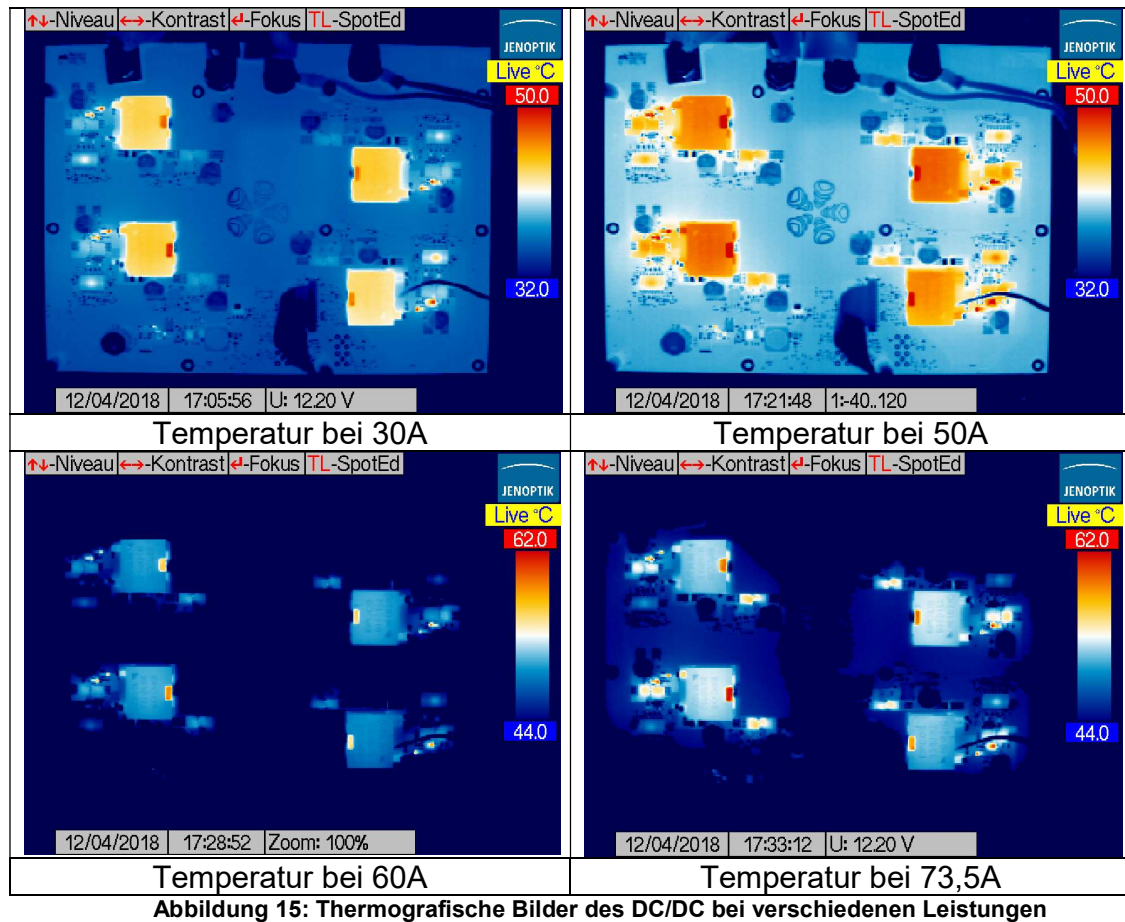 ↑↓-Niveau ←→-Kontrast ↵-Fokus TL-SpotEd
JENOPTIK
Live °C
50.0
32.0
12/04/2018 17:05:56 U: 12.20 V
↑↓-Niveau ←→-Kontrast ↵-Fokus TL-SpotEd
JENOPTIK
Live °C
50.0
32.0
12/04/2018 17:21:48 1:-40..120
Temperatur bei 30A Temperatur bei 50A
↑↓-Niveau ←→-Kontrast ↵-Fokus TL-SpotEd
JENOPTIK
Live °C
62.0
44.0
12/04/2018 17:28:52 Zoom: 100%
↑↓-Niveau ←→-Kontrast ↵-Fokus TL-SpotEd
JENOPTIK
Live °C
62.0
44.0
12/04/2018 17:33:12 U: 12.20 V
Temperatur bei 60A Temperatur bei 73,5A
Abbildung 15: Thermografische Bilder des DC/DC bei verschiedenen Leistungen